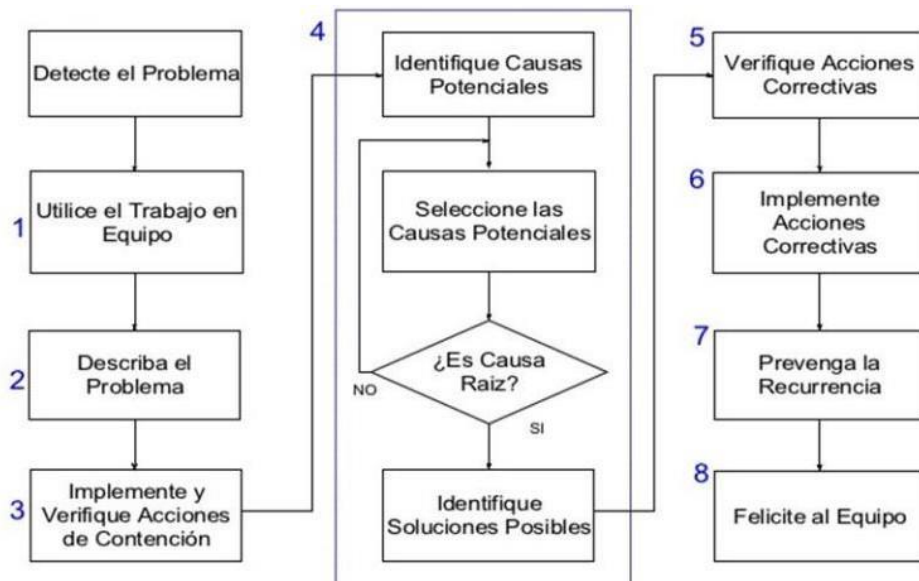 Detecte el Problema
1
Utilice el Trabajo en
Equipo
2
Describa el
Problema
3
Implemente y
Verifique Acciones
de Contención
4
Identifique Causas
Potenciales
Seleccione las
Causas Potenciales
¿Es Causa
Raiz?
NO
SI
Identifique
Soluciones Posibles
5
Verifique Acciones
Correctivas
6
Implemente
Acciones
Correctivas
7
Prevenga la
Recurrencia
8
Felicite al Equipo